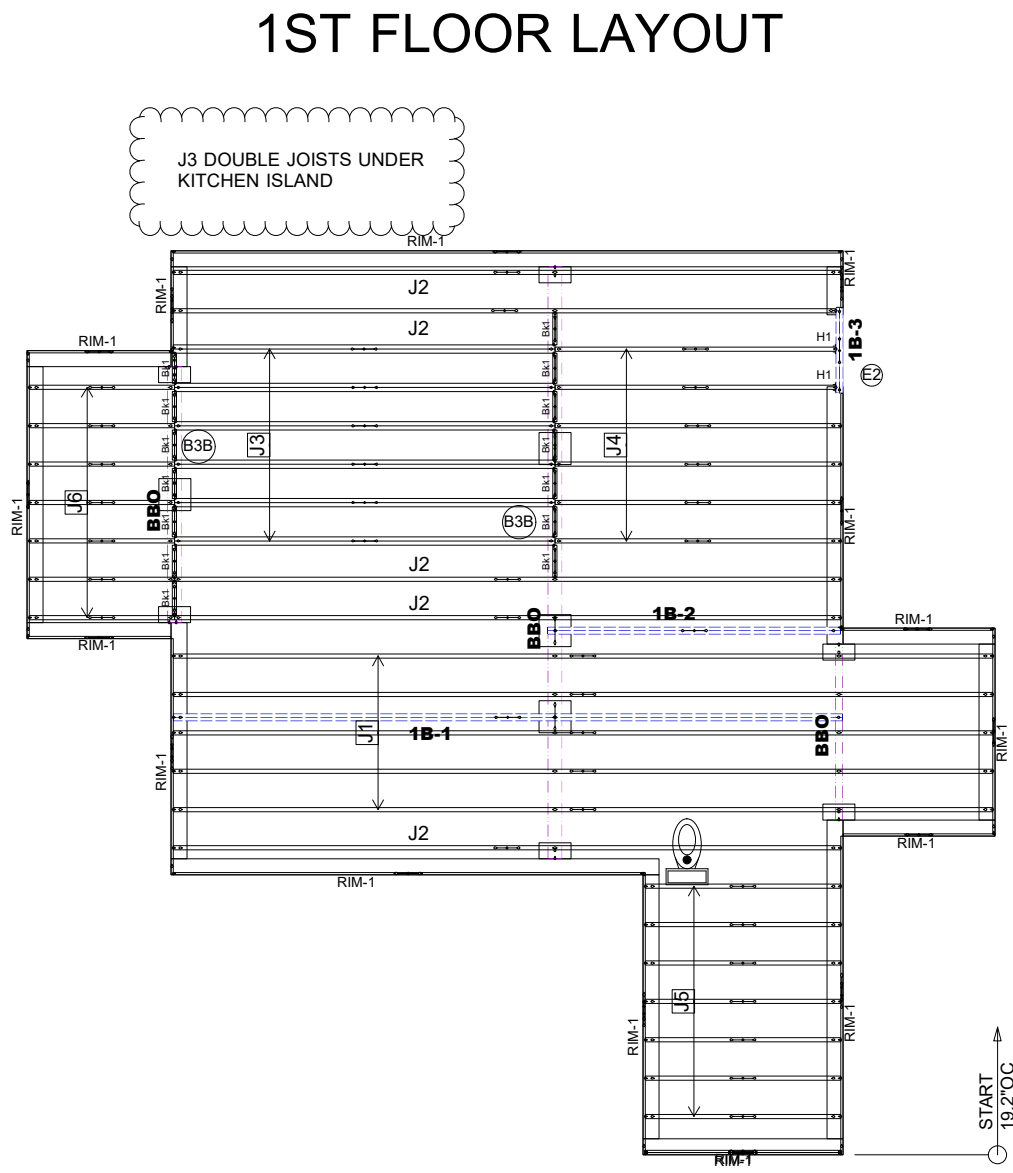 1ST FLOOR LAYOUT
J3 DOUBLE JOISTS UNDER
KITCHEN ISLAND
RIM-1
RIM-1
RIM-1
J2
J2
Bk1
H1
1B-3
RIM-1
Bk1
Bk1
H1
E2
Bk1
Bk1
Bk1
B3B
J3
Bk1
J4
J6
RIM-1
BBO
Bk1
Bk1
Bk1
B3B
Bk1
RIM-1
Bk1
J2
Bk1
Bk1
J2
BBO
1B-2
RIM-1
RIM-1
J1
1B-1
BBO
RIM-1
RIM-1
J2
RIM-1
RIM-1
J5
RIM-1
RIM-1
START
19.2"OC
RIM-1